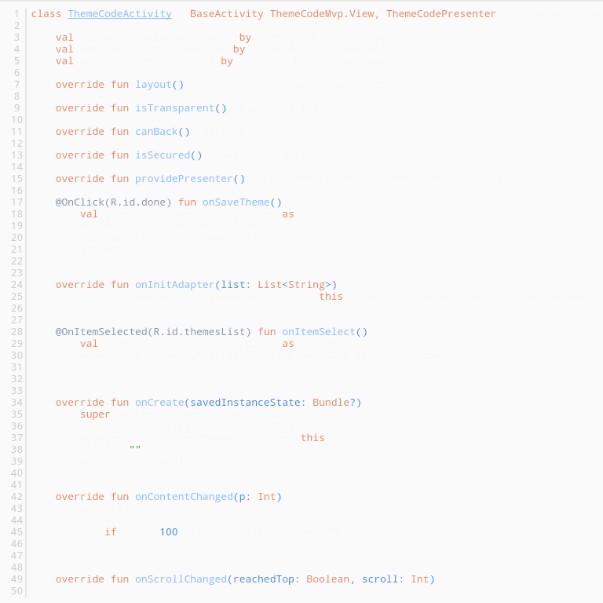 1 class ThemeCodeActivity BaseActivity ThemeCodeMvp.View, ThemeCodePresenter
2
3 val by
4 val by
5 val by
6
7 override fun layout()
8
9 override fun isTransparent()
10
11 override fun canBack()
12
13 override fun isSecured()
14
15 override fun providePresenter()
16
17 @OnClick(R.id.done) fun onSaveTheme()
18 val as
19
20
21
22
23
24 override fun onInitAdapter(list: List<String>)
25 this
26
27
28 @OnItemSelected(R.id.themesList) fun onItemSelect()
29 val as
30
31
32
33
34 override fun onCreate(savedInstanceState: Bundle?)
35 super
36
37 this
38 ""
39
40
41
42 override fun onContentChanged(p: Int)
43
44
45 if 100
46
47
48
49 override fun onScrollChanged(reachedTop: Boolean, scroll: Int)
50